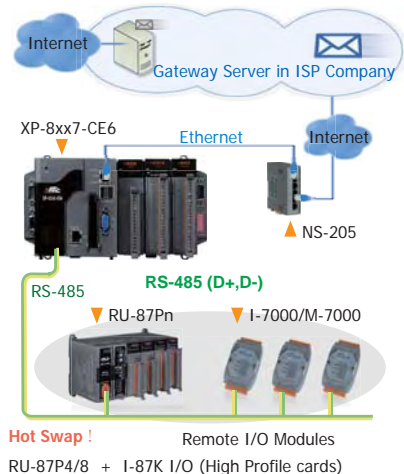 Internet
Gateway Server in ISP Company
XP-8xx7-CE6
Ethernet
Internet
NS-205
RS-485
RS-485 (D+,D-)
RU-87Pn
I-7000/M-7000
Hot Swap !
Remote I/O Modules
RU-87P4/8 + I-87K I/O (High Profile cards)